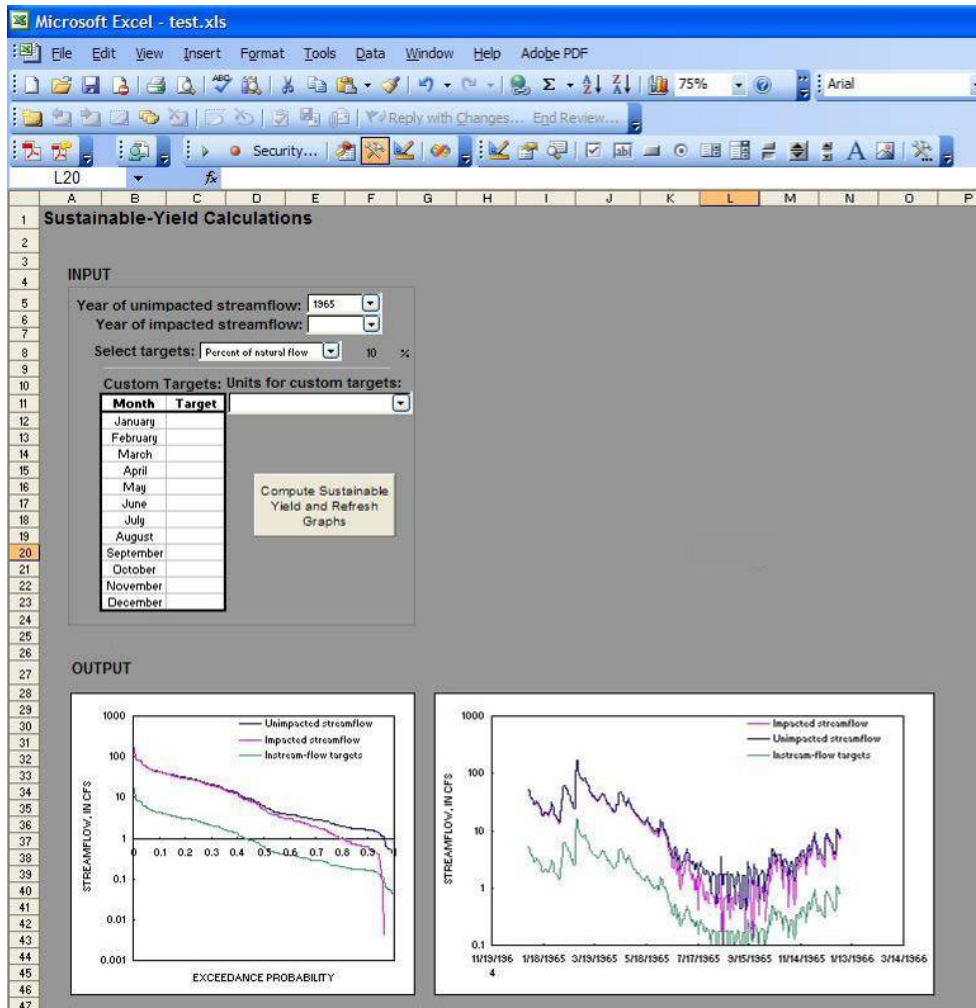 Microsoft Excel - test.xls
File Edit View Insert Format Tools Data Window Help Adobe PDF
75% Arial
Reply with Changes... End Review...
Security...
L20 fx
A B C D E F G H I J K L M N O P
1 Sustainable-Yield Calculations
2
3
4 INPUT
5 Year of unimpacted streamflow: 1965
6 Year of impacted streamflow:
7
8 Select targets: Percent of natural flow 10 %
9
10 Custom Targets: Units for custom targets:
11 Month Target
12 January
13 February
14 March
15 April
16 May
17 June
18 July
19 August
20 September
21 October
22 November
23 December
Compute Sustainable
Yield and Refresh
Graphs
24
25
26
27 OUTPUT
28
29
30
31
32
33
34
35
36
37
38
39
40
41
42
43
44
45
46
47
STREAMFLOW, IN CFS
1000
100
10
1
0.1
0.01
0.001
0 0.1 0.2 0.3 0.4 0.5 0.6 0.7 0.8 0.9 1
Unimpacted streamflow
Impacted streamflow
Instream-flow targets
EXCEEDANCE PROBABILITY
STREAMFLOW, IN CFS
1000
100
10
1
0.1
Impacted streamflow
Unimpacted streamflow
Instream-flow targets
11/19/196 1/18/1965 3/19/1965 5/18/1965 7/17/1965 9/15/1965 11/14/1965 1/13/1966 3/14/1966
4